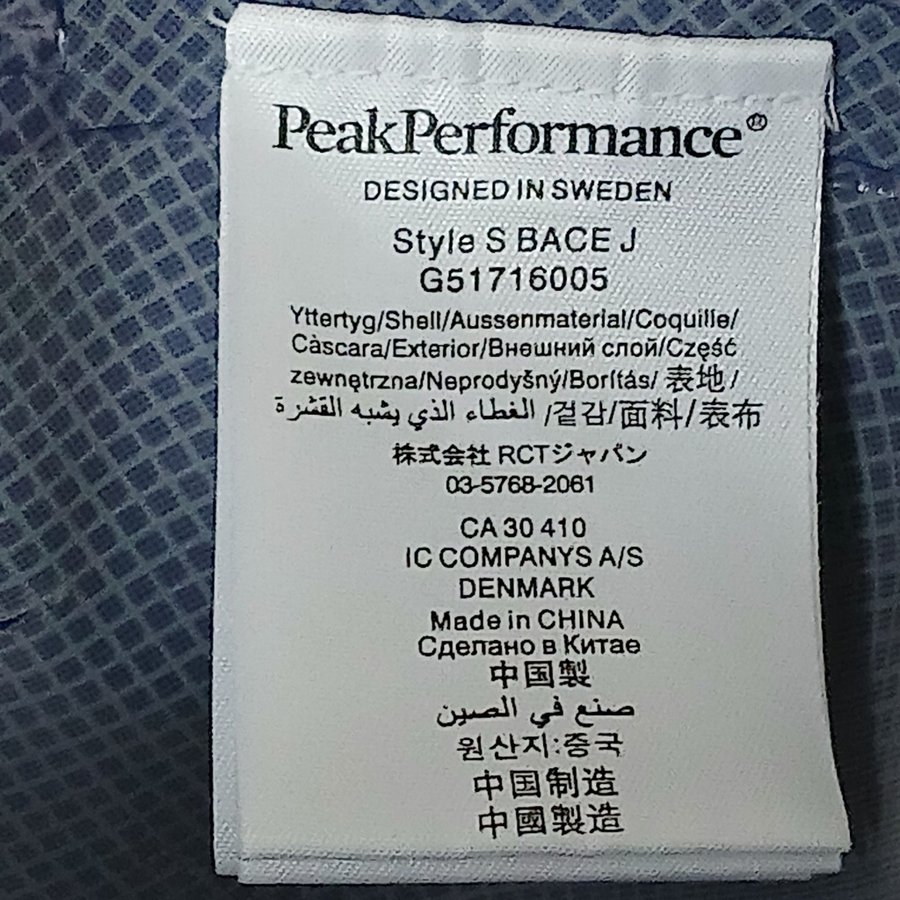 PeakPerformance®
DESIGNED IN SWEDEN
Style S BACE J
G51716005
Yttertyg/Shell/Aussenmaterial/Coquille/
Càscara/Exterior/Внешний слой/Część
zewnętrzna/Neprodyšný/Borítás/ 表地 /
الغطاء الذي يشبه القشرة /겉감/面料/表布
株式会社 RCTジャパン
03-5768-2061
CA 30 410
IC COMPANYS A/S
DENMARK
Made in CHINA
Сделано в Китае
中国製
صنع في الصين
원산지:중국
中国制造
中國製造